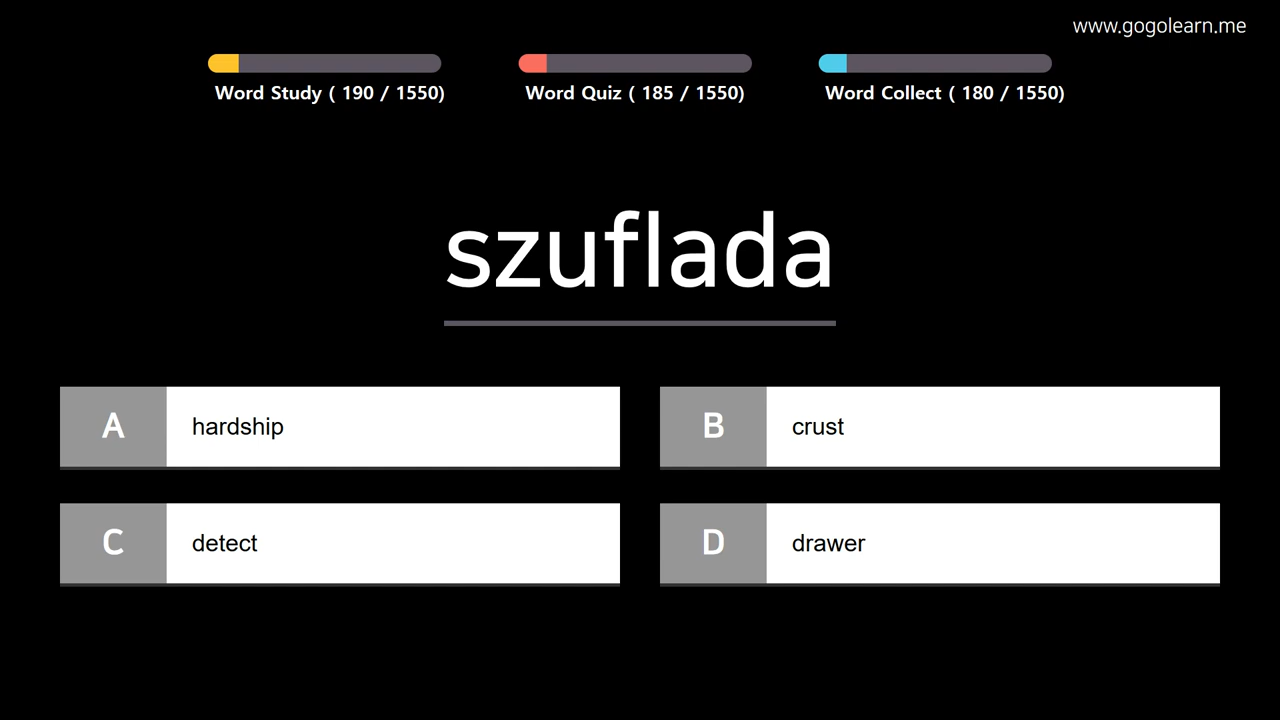 www.gogolearn.me
Word Study ( 190 / 1550)
Word Quiz ( 185 / 1550)
Word Collect ( 180 / 1550)
szuflada
A hardship
B crust
C detect
D drawer